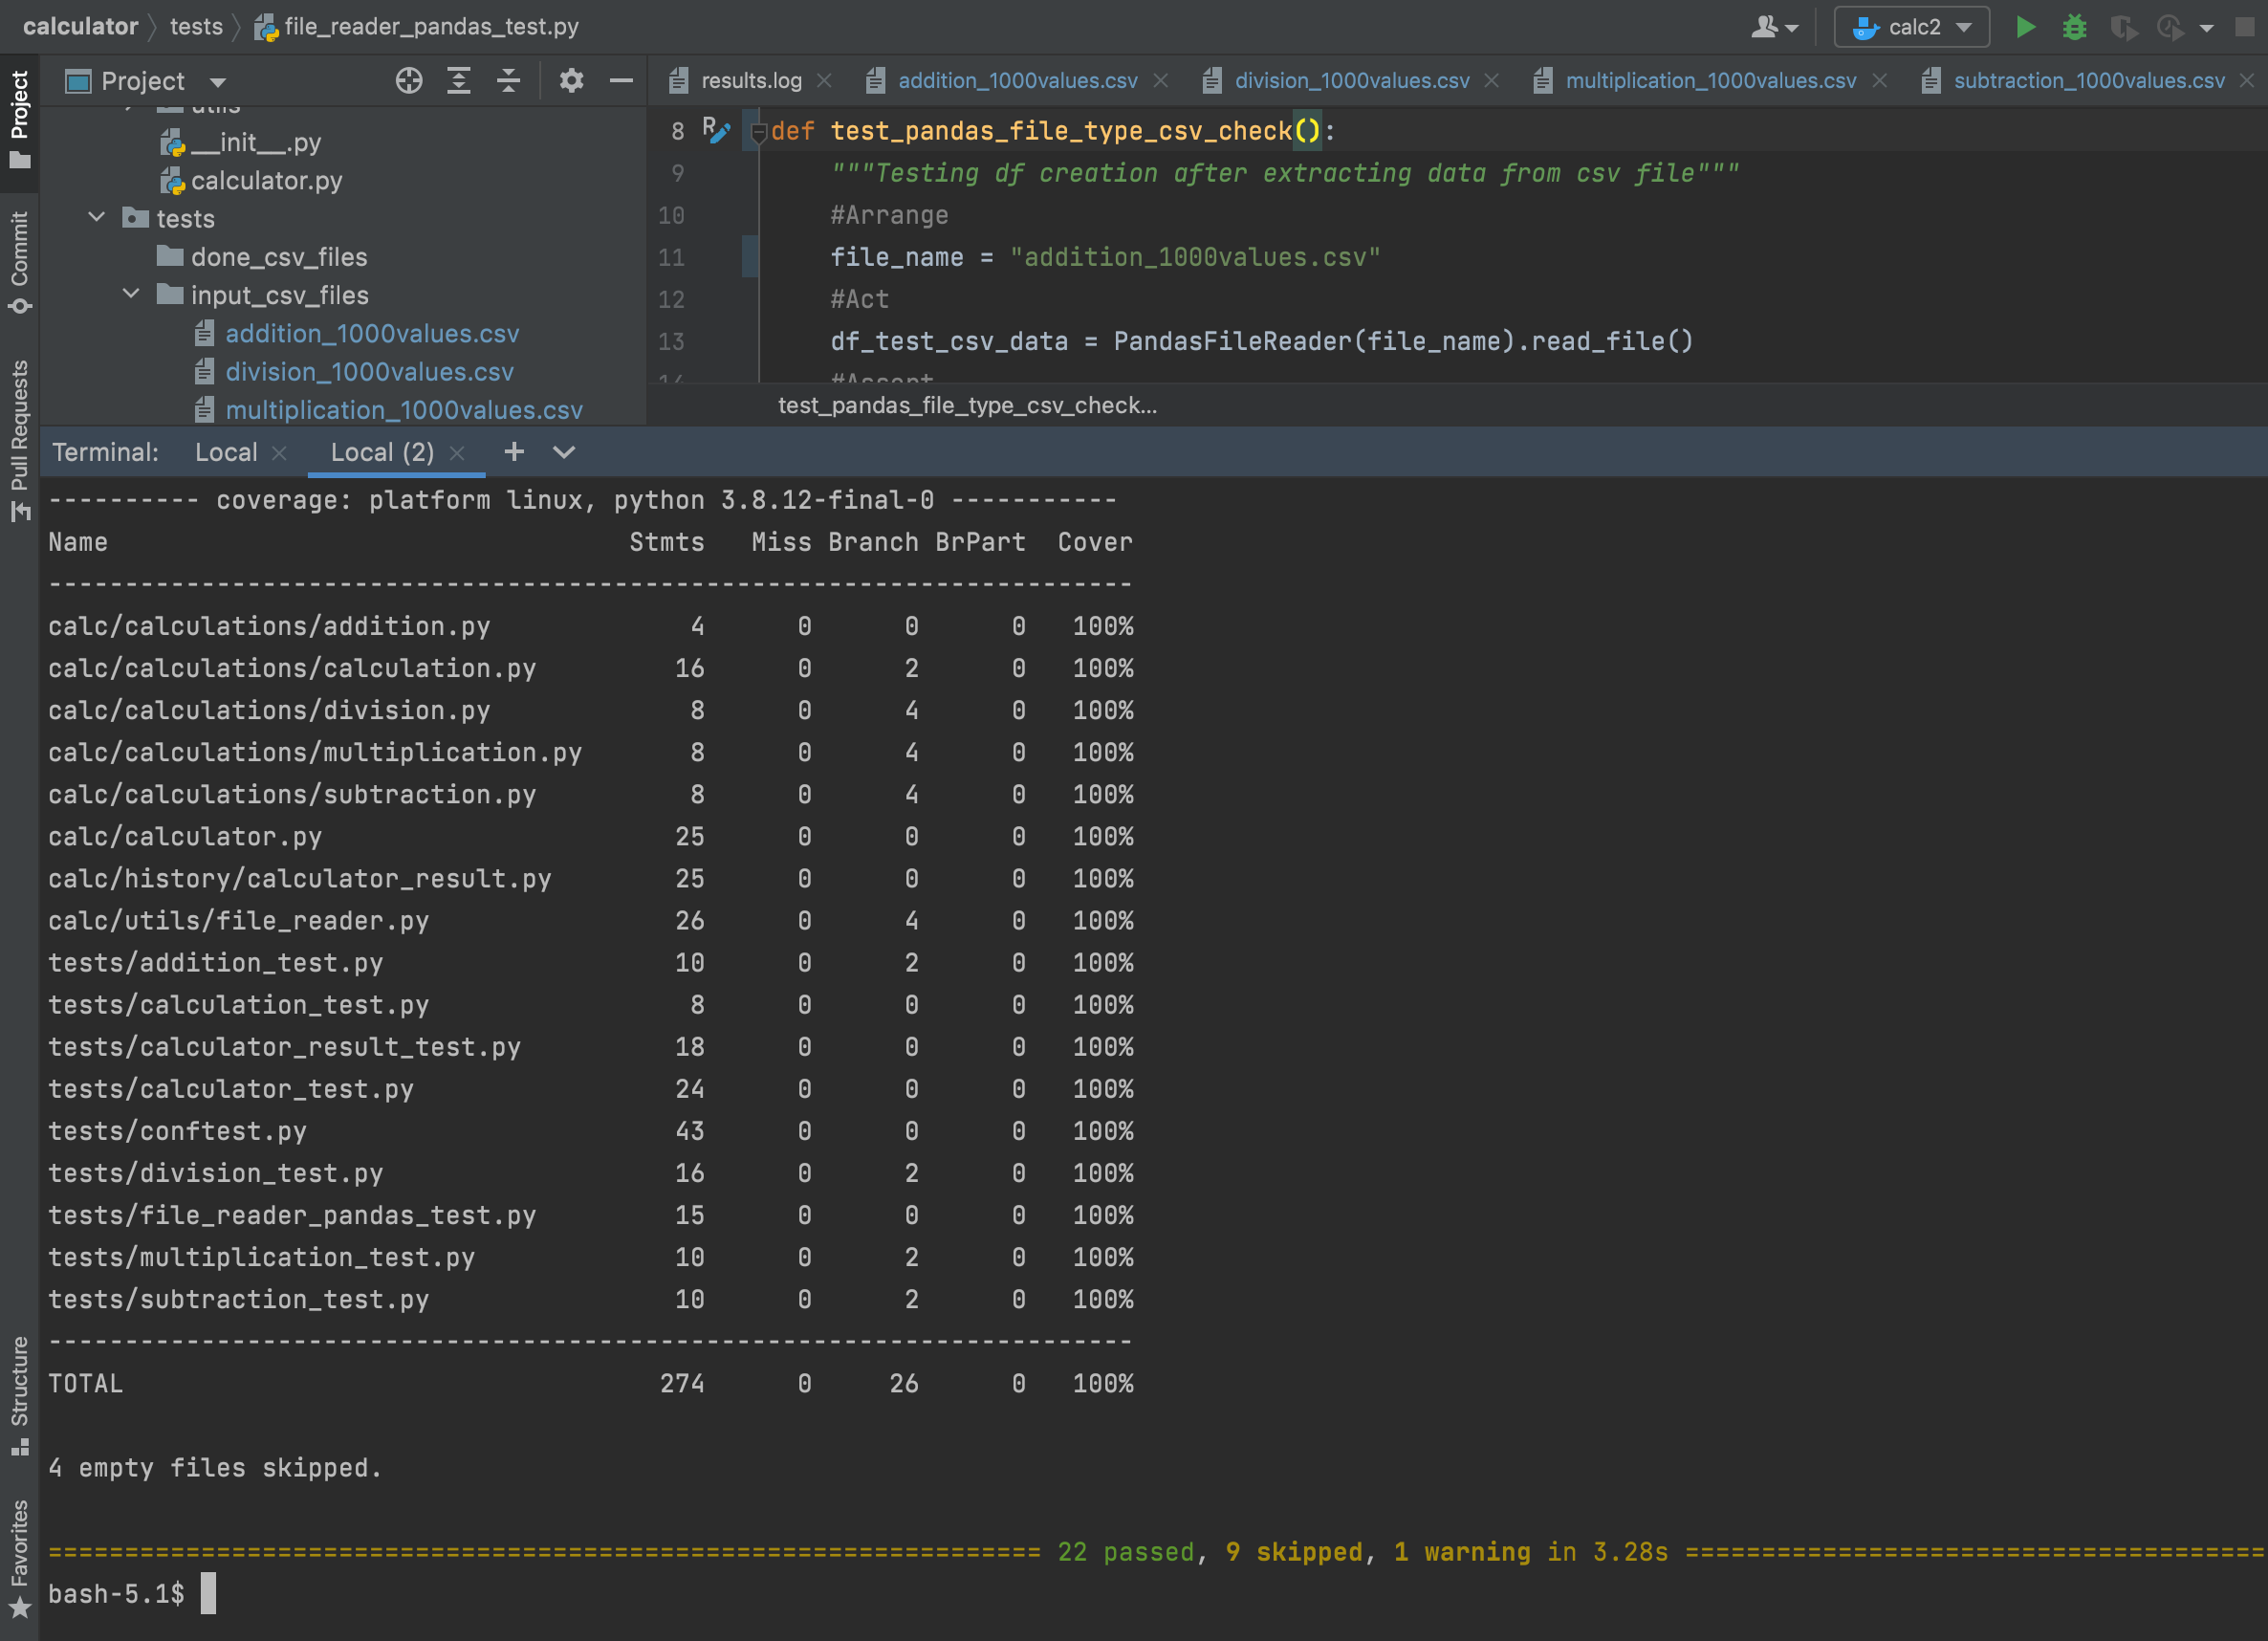 calculator tests file_reader_pandas_test.py calc2
Project
results.log addition_1000values.csv division_1000values.csv multiplication_1000values.csv subtraction_1000values.csv
Project
Commit
Pull Requests
Structure
Favorites
utils
__init__.py
calculator.py
tests
done_csv_files
input_csv_files
addition_1000values.csv
division_1000values.csv
multiplication_1000values.csv
8 def test_pandas_file_type_csv_check():
9 """Testing df creation after extracting data from csv file"""
10 #Arrange
11 file_name = "addition_1000values.csv"
12 #Act
13 df_test_csv_data = PandasFileReader(file_name).read_file()
14 #Assert
test_pandas_file_type_csv_check...
Terminal: Local Local (2)
---------- coverage: platform linux, python 3.8.12-final-0 -----------
Name Stmts Miss Branch BrPart Cover
-----------------------------------------------------------------------
calc/calculations/addition.py 4 0 0 0 100%
calc/calculations/calculation.py 16 0 2 0 100%
calc/calculations/division.py 8 0 4 0 100%
calc/calculations/multiplication.py 8 0 4 0 100%
calc/calculations/subtraction.py 8 0 4 0 100%
calc/calculator.py 25 0 0 0 100%
calc/history/calculator_result.py 25 0 0 0 100%
calc/utils/file_reader.py 26 0 4 0 100%
tests/addition_test.py 10 0 2 0 100%
tests/calculation_test.py 8 0 0 0 100%
tests/calculator_result_test.py 18 0 0 0 100%
tests/calculator_test.py 24 0 0 0 100%
tests/conftest.py 43 0 0 0 100%
tests/division_test.py 16 0 2 0 100%
tests/file_reader_pandas_test.py 15 0 0 0 100%
tests/multiplication_test.py 10 0 2 0 100%
tests/subtraction_test.py 10 0 2 0 100%
-----------------------------------------------------------------------
TOTAL 274 0 26 0 100%
4 empty files skipped.
================================================================= 22 passed, 9 skipped, 1 warning in 3.28s ======================================
bash-5.1$